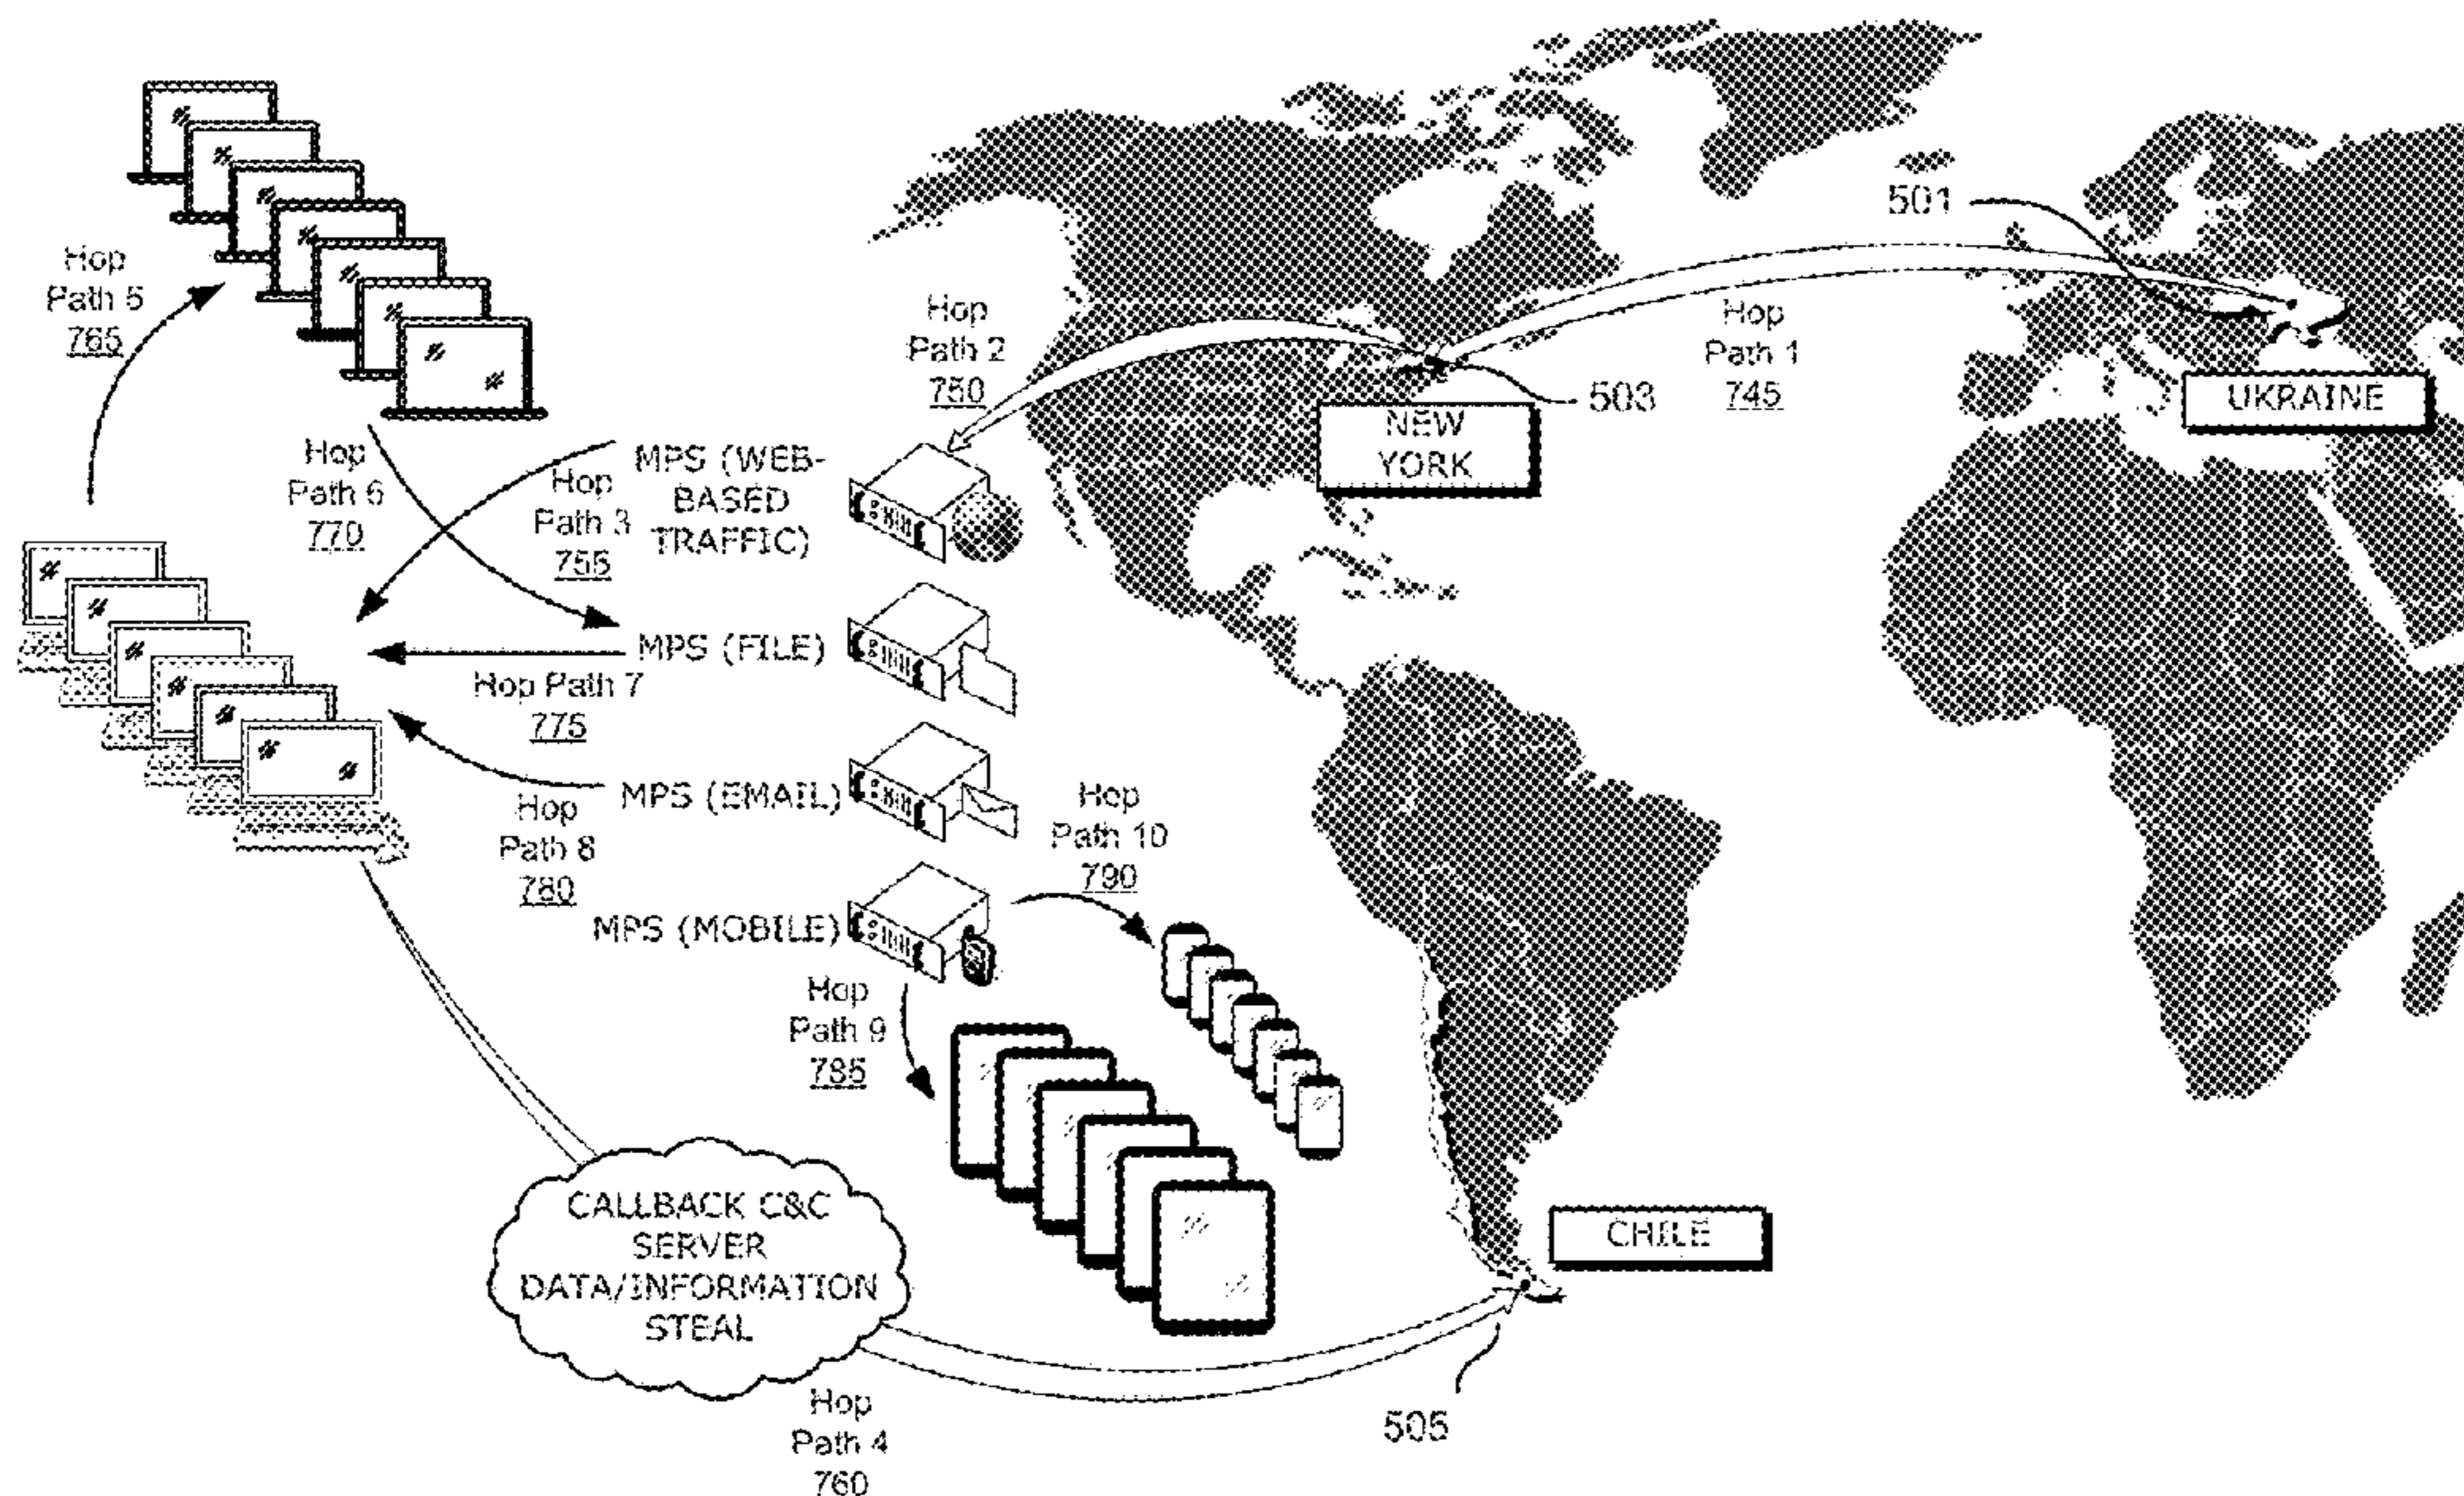 501
Hop
Path 5
765
Hop
Path 2
750
Hop
Path 1
745
503
UKRAINE
NEW
YORK
Hop
Path 6
770
Hop
Path 3
755
MPS (WEB-
BASED
TRAFFIC)
MPS (FILE)
Hop Path 7
775
MPS (EMAIL)
Hop
Path 8
780
Hop
Path 10
790
MPS (MOBILE)
Hop
Path 9
785
CALLBACK C&C
SERVER
DATA/INFORMATION
STEAL
CHILE
505
Hop
Path 4
760